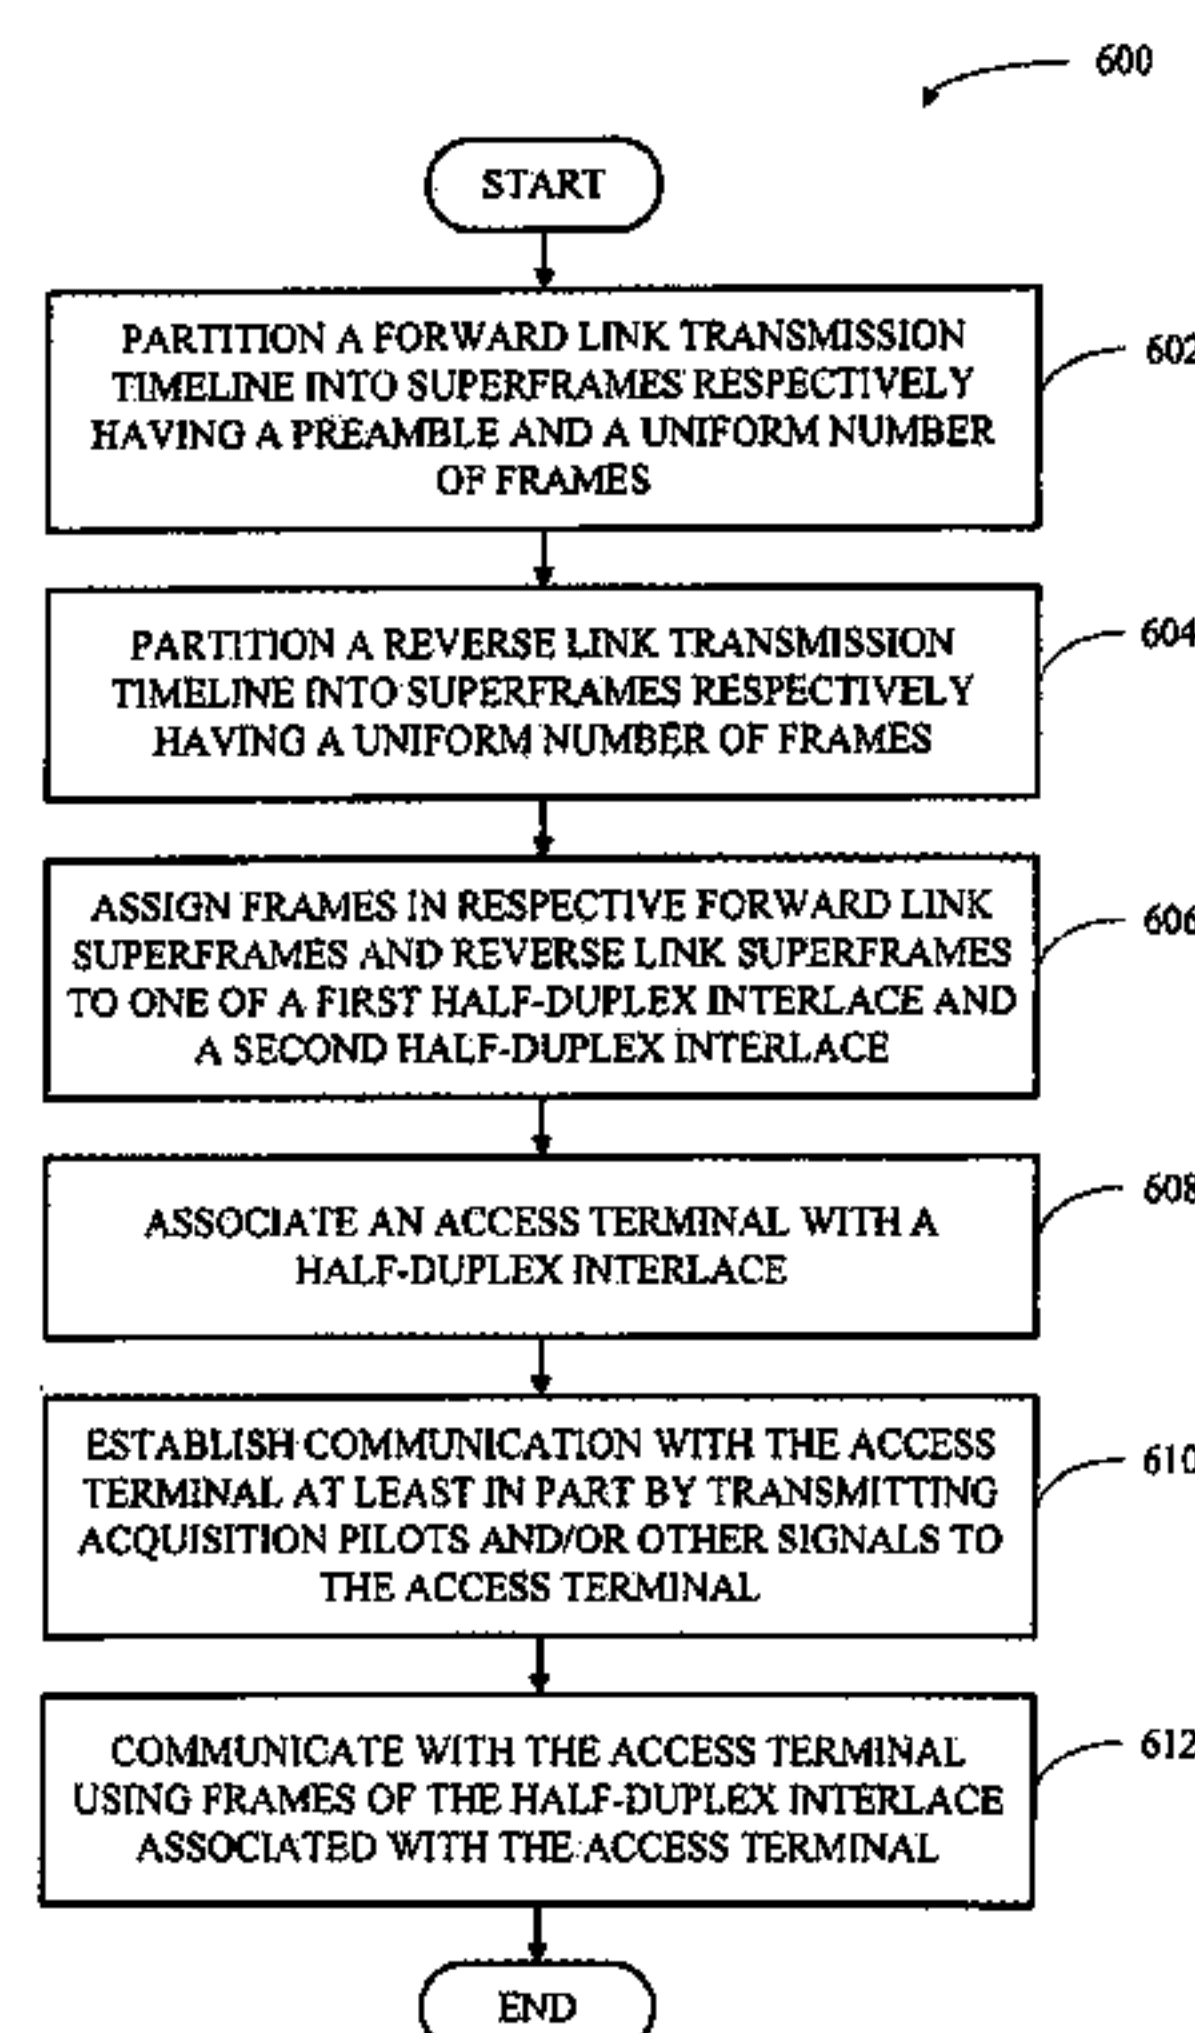 600
START
PARTITION A FORWARD LINK TRANSMISSION
TIMELINE INTO SUPERFRAMES RESPECTIVELY
HAVING A PREAMBLE AND A UNIFORM NUMBER
OF FRAMES
602
PARTITION A REVERSE LINK TRANSMISSION
TIMELINE INTO SUPERFRAMES RESPECTIVELY
HAVING A UNIFORM NUMBER OF FRAMES
604
ASSIGN FRAMES IN RESPECTIVE FORWARD LINK
SUPERFRAMES AND REVERSE LINK SUPERFRAMES
TO ONE OF A FIRST HALF-DUPLEX INTERLACE AND
A SECOND HALF-DUPLEX INTERLACE
606
ASSOCIATE AN ACCESS TERMINAL WITH A
HALF-DUPLEX INTERLACE
608
ESTABLISH COMMUNICATION WITH THE ACCESS
TERMINAL AT LEAST IN PART BY TRANSMITTING
ACQUISITION PILOTS AND/OR OTHER SIGNALS TO
THE ACCESS TERMINAL
610
COMMUNICATE WITH THE ACCESS TERMINAL
USING FRAMES OF THE HALF-DUPLEX INTERLACE
ASSOCIATED WITH THE ACCESS TERMINAL
612
END